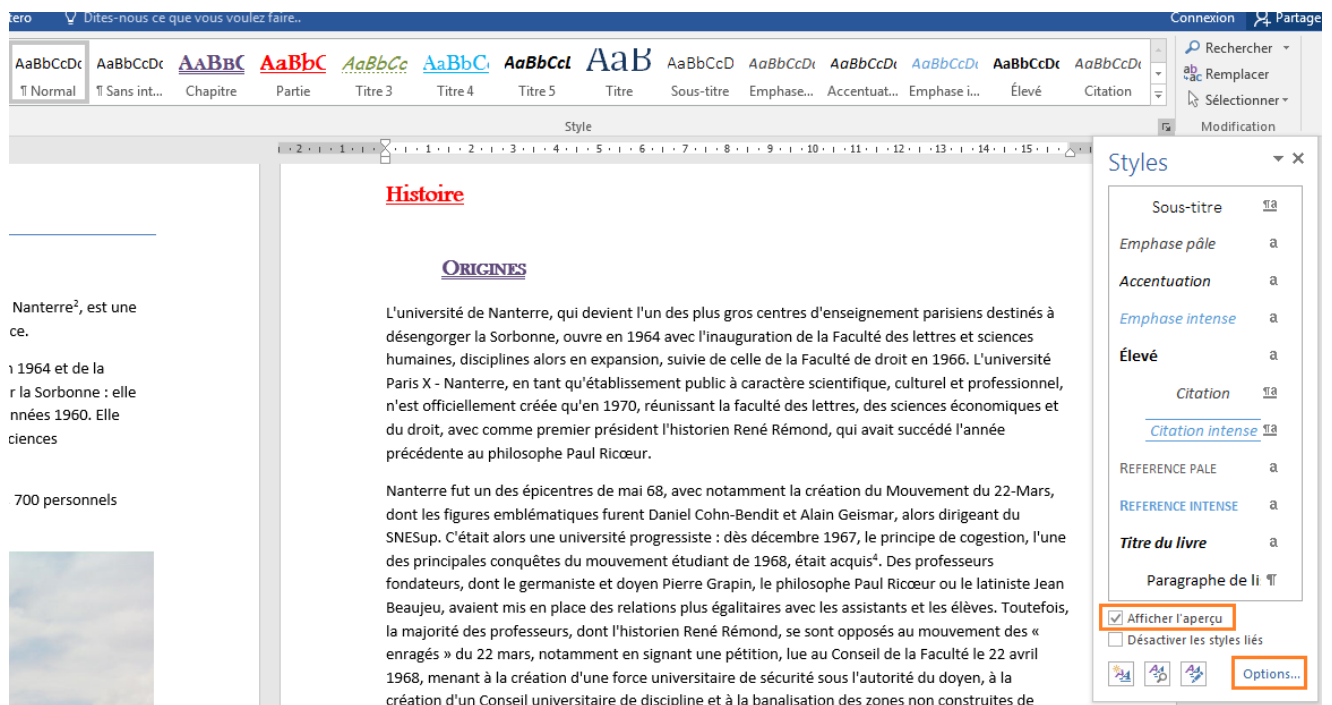 tero Dites-nous ce que vous voulez faire.. Connexion Partage
AaBbCcDc AaBbCcDc AABBC AaBbC AaBbCc AaBbC AaBbCcL AaB AaBbCcD AaBbCcDc AaBbCcDc AaBbCcDc AaBbCcDc AaBbCcDc
¶ Normal ¶ Sans int... Chapitre Partie Titre 3 Titre 4 Titre 5 Titre Sous-titre Emphase... Accentuat... Emphase i... Élevé Citation
Rechercher
Remplacer
Sélectionner
Style Modification
2 1 1 2 3 4 5 6 7 8 9 10 11 12 13 14 15
Nanterre², est une
ce.
1964 et de la
r la Sorbonne : elle
nnées 1960. Elle
ciences
700 personnels
Histoire
ORIGINES
L'université de Nanterre, qui devient l'un des plus gros centres d'enseignement parisiens destinés à
désengorger la Sorbonne, ouvre en 1964 avec l'inauguration de la Faculté des lettres et sciences
humaines, disciplines alors en expansion, suivie de celle de la Faculté de droit en 1966. L'université
Paris X - Nanterre, en tant qu'établissement public à caractère scientifique, culturel et professionnel,
n'est officiellement créée qu'en 1970, réunissant la faculté des lettres, des sciences économiques et
du droit, avec comme premier président l'historien René Rémond, qui avait succédé l'année
précédente au philosophe Paul Ricœur.
Nanterre fut un des épicentres de mai 68, avec notamment la création du Mouvement du 22-Mars,
dont les figures emblématiques furent Daniel Cohn-Bendit et Alain Geismar, alors dirigeant du
SNESup. C'était alors une université progressiste : dès décembre 1967, le principe de cogestion, l'une
des principales conquêtes du mouvement étudiant de 1968, était acquis⁴. Des professeurs
fondateurs, dont le germaniste et doyen Pierre Grapin, le philosophe Paul Ricœur ou le latiniste Jean
Beaujeu, avaient mis en place des relations plus égalitaires avec les assistants et les élèves. Toutefois,
la majorité des professeurs, dont l'historien René Rémond, se sont opposés au mouvement des «
enragés » du 22 mars, notamment en signant une pétition, lue au Conseil de la Faculté le 22 avril
1968, menant à la création d'une force universitaire de sécurité sous l'autorité du doyen, à la
création d'un Conseil universitaire de discipline et à la banalisation des zones non construites de
Styles
Sous-titre ¶a
Emphase pâle a
Accentuation a
Emphase intense a
Élevé a
Citation ¶a
Citation intense ¶a
REFERENCE PALE a
REFERENCE INTENSE a
Titre du livre a
Paragraphe de li ¶
Afficher l'aperçu
Désactiver les styles liés
Options...